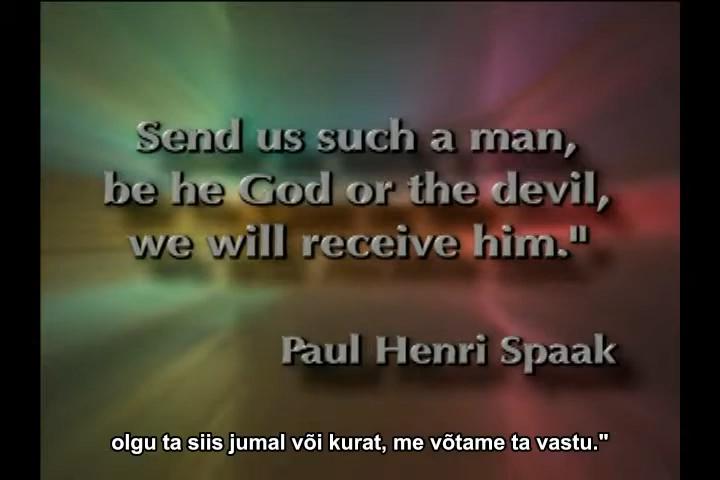 Send us such a man,
be he God or the devil,
we will receive him."
Paul Henri Spaak
olgu ta siis jumal või kurat, me võtame ta vastu."